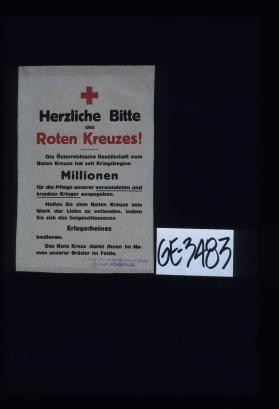 Herzliche Bitte
des
Roten Kreuzes!
Die Österreichische Gesellschaft vom
Roten Kreuze hat seit Kriegsbeginn
Millionen
für die Pflege unserer verwundeten und
kranken Krieger ausgegeben.
Helfen Sie dem Roten Kreuze sein
Werk der Liebe zu vollenden, indem
Sie sich des beigeschlossenen
Erlagscheines
bedienen.
Das Rote Kreuz dankt Ihnen im Na-
men unserer Brüder im Felde.
GE-3483